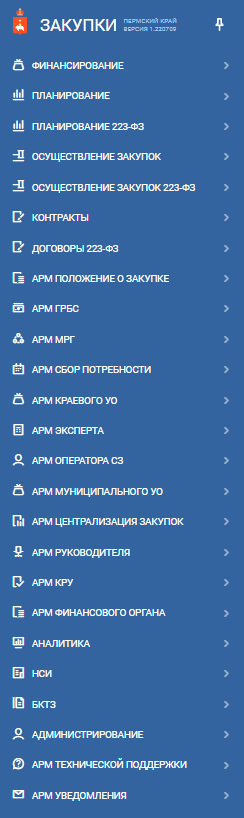 ЗАКУПКИ
ПЕРМСКИЙ КРАЙ
ВЕРСИЯ 1.220705
ФИНАНСИРОВАНИЕ
ПЛАНИРОВАНИЕ
ПЛАНИРОВАНИЕ 223-ФЗ
ОСУЩЕСТВЛЕНИЕ ЗАКУПОК
ОСУЩЕСТВЛЕНИЕ ЗАКУПОК 223-ФЗ
КОНТРАКТЫ
ДОГОВОРЫ 223-ФЗ
АРМ ПОЛОЖЕНИЕ О ЗАКУПКЕ
АРМ ГРБС
АРМ МРГ
АРМ СБОР ПОТРЕБНОСТИ
АРМ КРАЕВОГО УО
АРМ ЭКСПЕРТА
АРМ ОПЕРАТОРА СЗ
АРМ МУНИЦИПАЛЬНОГО УО
АРМ ЦЕНТРАЛИЗАЦИЯ ЗАКУПОК
АРМ РУКОВОДИТЕЛЯ
АРМ КРУ
АРМ ФИНАНСОВОГО ОРГАНА
АНАЛИТИКА
НСИ
БКТЗ
АДМИНИСТРИРОВАНИЕ
АРМ ТЕХНИЧЕСКОЙ ПОДДЕРЖКИ
АРМ УВЕДОМЛЕНИЯ